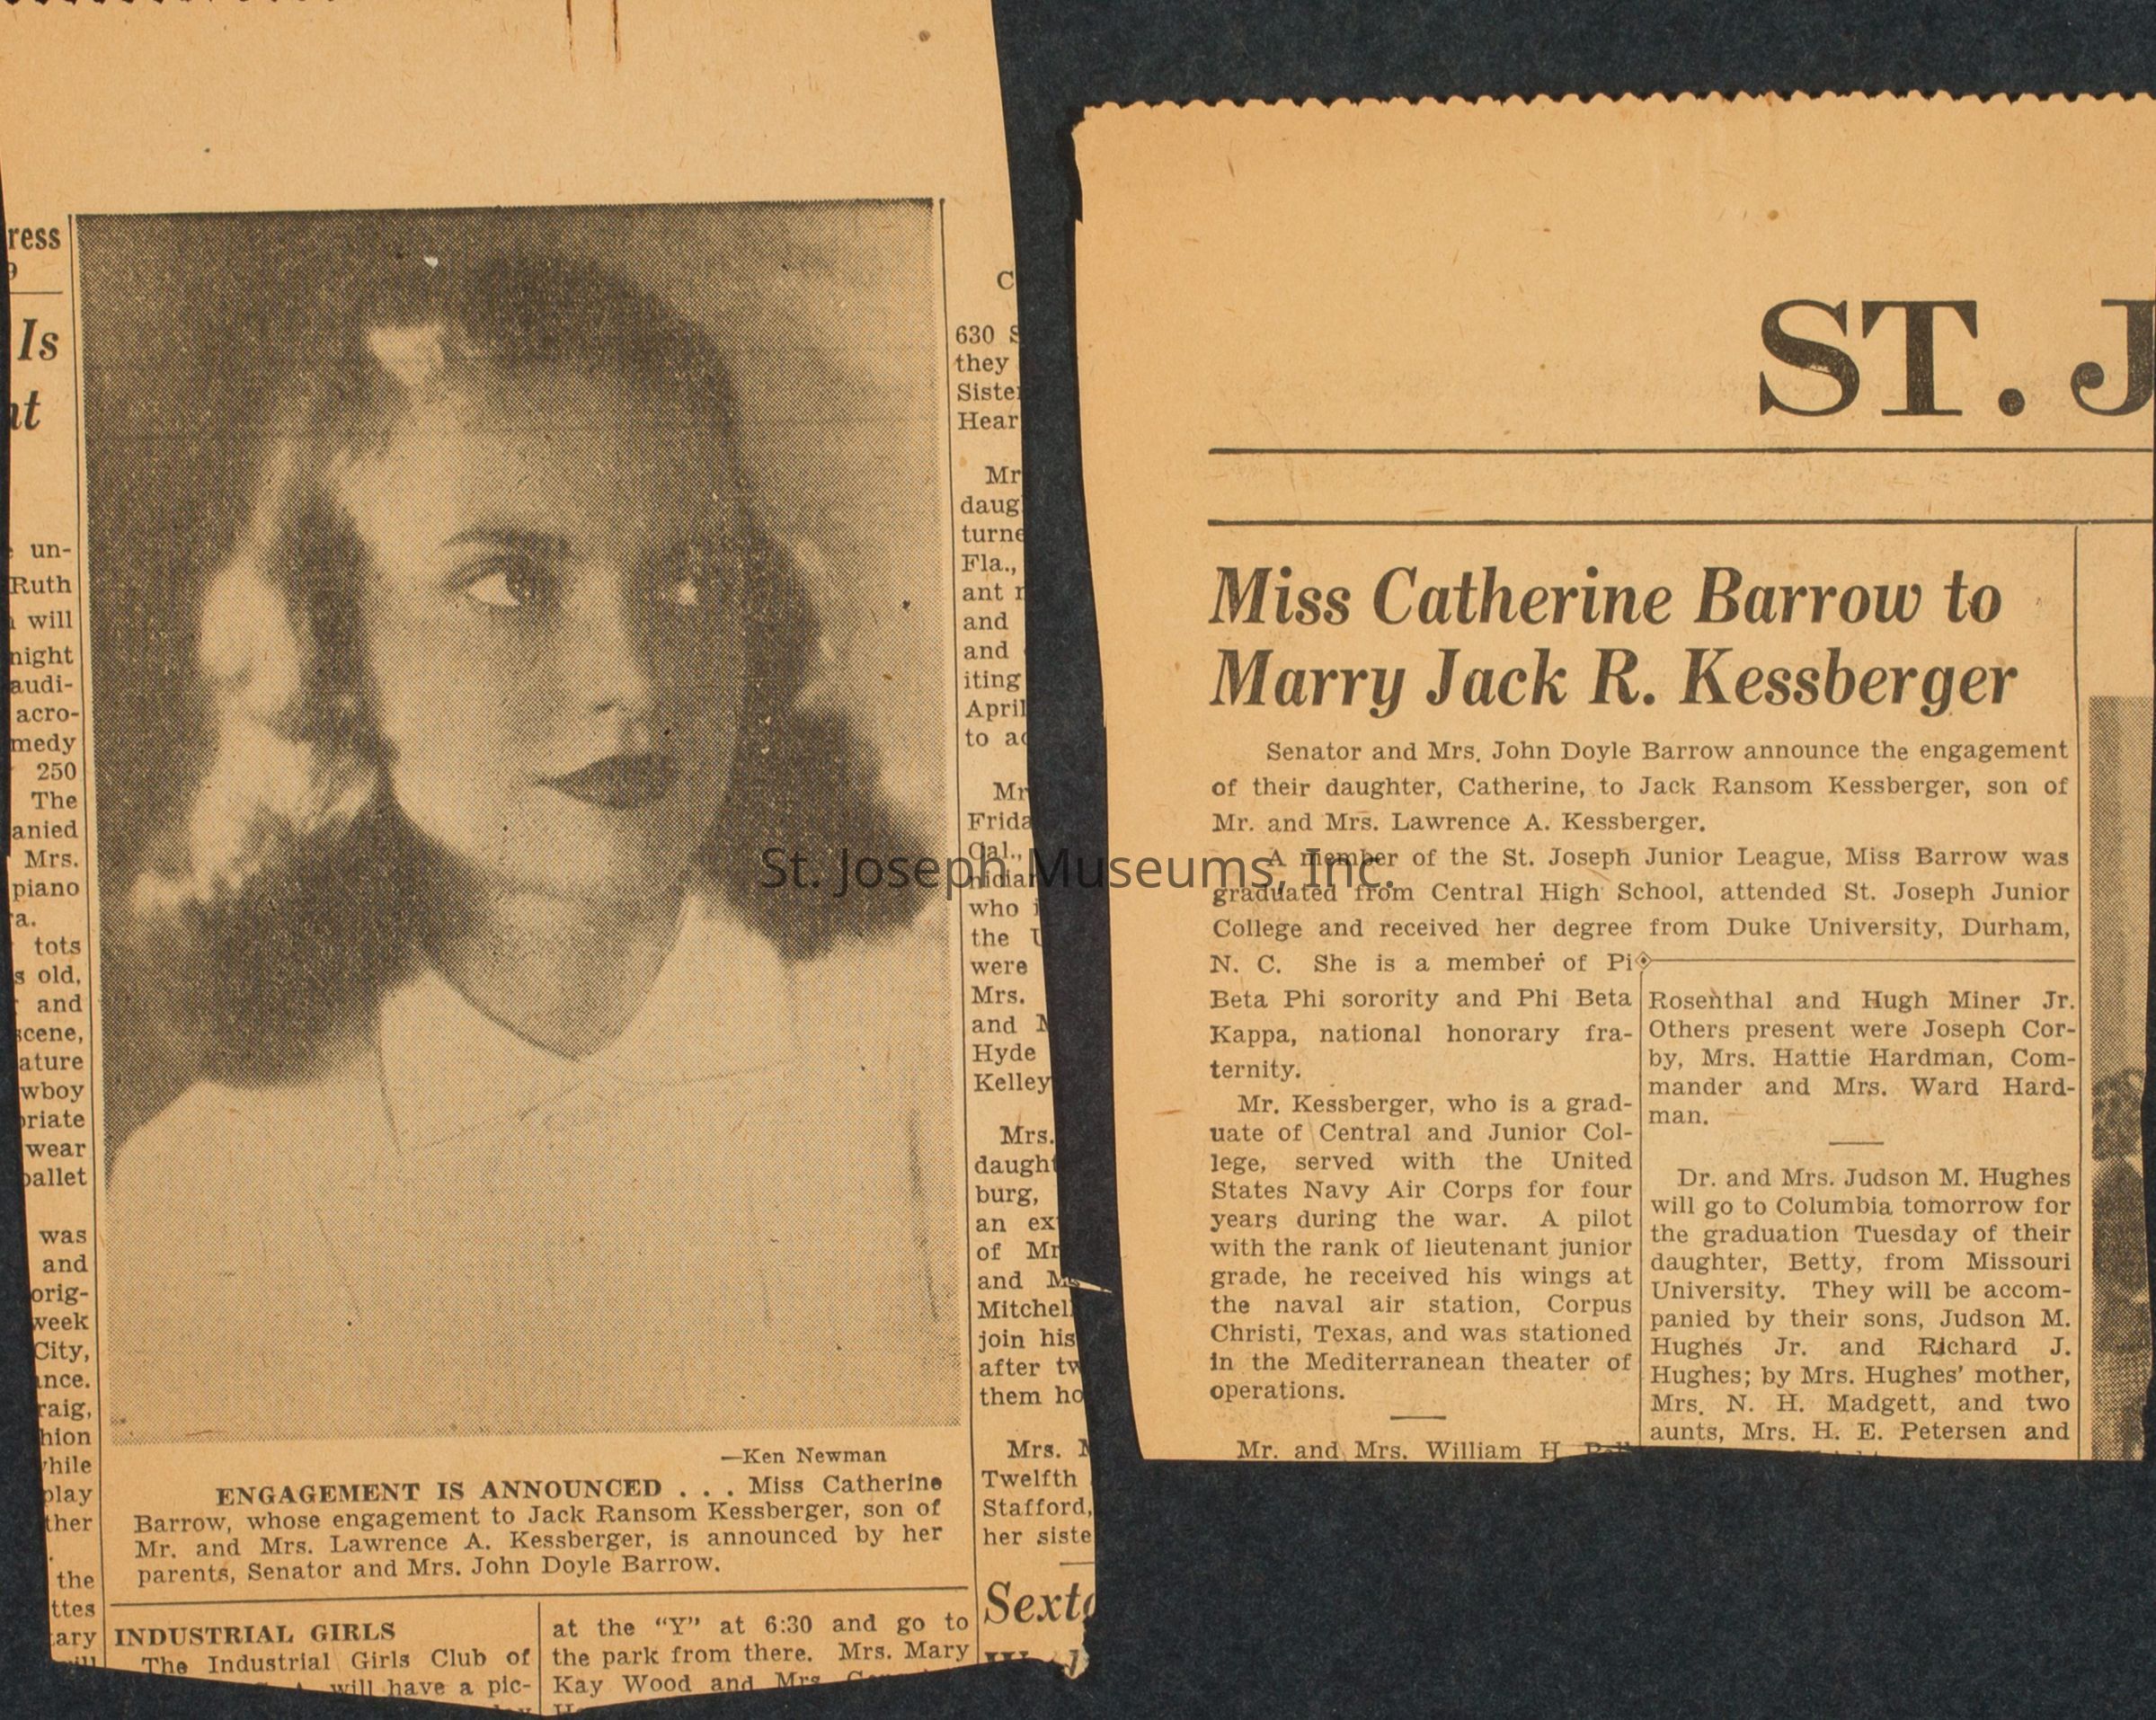 ress
9
Is
un-
Ruth
will
night
audi-
acro-
medy
250
The
anied
Mrs.
piano
a.
tots
s old,
and
scene,
ature
wboy
priate
wear
ballet
was
and
orig-
week
City,
ance.
raig,
hion
while
play
ther
the
ttes
tary
—Ken Newman
ENGAGEMENT IS ANNOUNCED . . . Miss Catherine
Barrow, whose engagement to Jack Ransom Kessberger, son of
Mr. and Mrs. Lawrence A. Kessberger, is announced by her
parents, Senator and Mrs. John Doyle Barrow.
INDUSTRIAL GIRLS
The Industrial Girls Club of
will have a pic-
at the "Y" at 6:30 and go to
the park from there. Mrs. Mary
Kay Wood and Mrs.
C
630 S
they
Siste
Hear
Mr
daug
turne
Fla.,
ant
and
and
iting
April
to a
Mr
Frida
Cal.,
who
the
were
Mrs.
and
Hyde
Kelley
Mrs.
daught
burg,
an ex
of Mr
and M
Mitchel
join his
after tw
them ho
Mrs.
Twelfth
Stafford,
her siste
Sexto
ST. J
Miss Catherine Barrow to
Marry Jack R. Kessberger
Senator and Mrs. John Doyle Barrow announce the engagement
of their daughter, Catherine, to Jack Ransom Kessberger, son of
Mr. and Mrs. Lawrence A. Kessberger.
A member of the St. Joseph Junior League, Miss Barrow was
graduated from Central High School, attended St. Joseph Junior
College and received her degree from Duke University, Durham,
N. C. She is a member of Pi
Beta Phi sorority and Phi Beta
Kappa, national honorary fra-
ternity.
Mr. Kessberger, who is a grad-
uate of Central and Junior Col-
lege, served with the United
States Navy Air Corps for four
years during the war. A pilot
with the rank of lieutenant junior
grade, he received his wings at
the naval air station, Corpus
Christi, Texas, and was stationed
in the Mediterranean theater of
operations.
Mr. and Mrs. William H.
Rosenthal and Hugh Miner Jr.
Others present were Joseph Cor-
by, Mrs. Hattie Hardman, Com-
mander and Mrs. Ward Hard-
man.
Dr. and Mrs. Judson M. Hughes
will go to Columbia tomorrow for
the graduation Tuesday of their
daughter, Betty, from Missouri
University. They will be accom-
panied by their sons, Judson M.
Hughes Jr. and Richard J.
Hughes; by Mrs. Hughes' mother,
Mrs. N. H. Madgett, and two
aunts, Mrs. H. E. Petersen and
St. Joseph Museums, Inc.